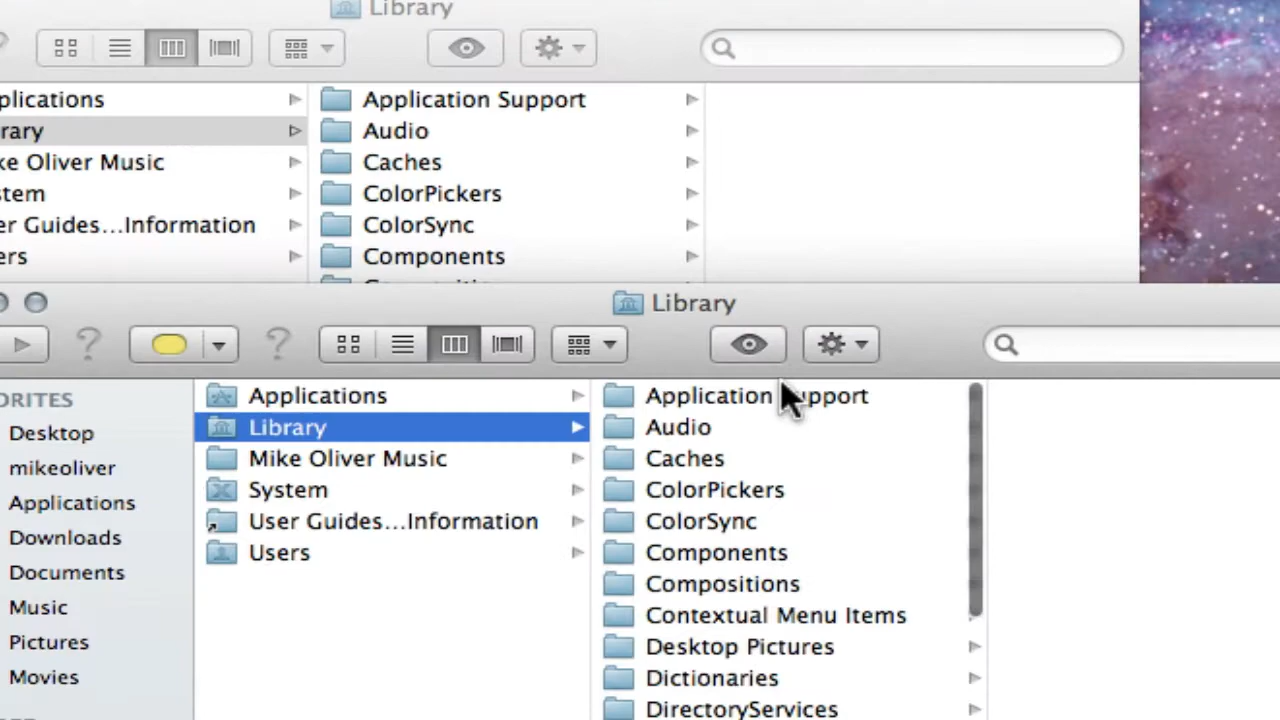 Library
plications
Application Support
rary
Audio
ke Oliver Music
Caches
stem
ColorPickers
er Guides...Information
ColorSync
ers
Components
Library
ORITES
Desktop
mikeoliver
Applications
Downloads
Documents
Music
Pictures
Movies
Applications
Library
Mike Oliver Music
System
User Guides...Information
Users
Application Support
Audio
Caches
ColorPickers
ColorSync
Components
Compositions
Contextual Menu Items
Desktop Pictures
Dictionaries
DirectoryServices